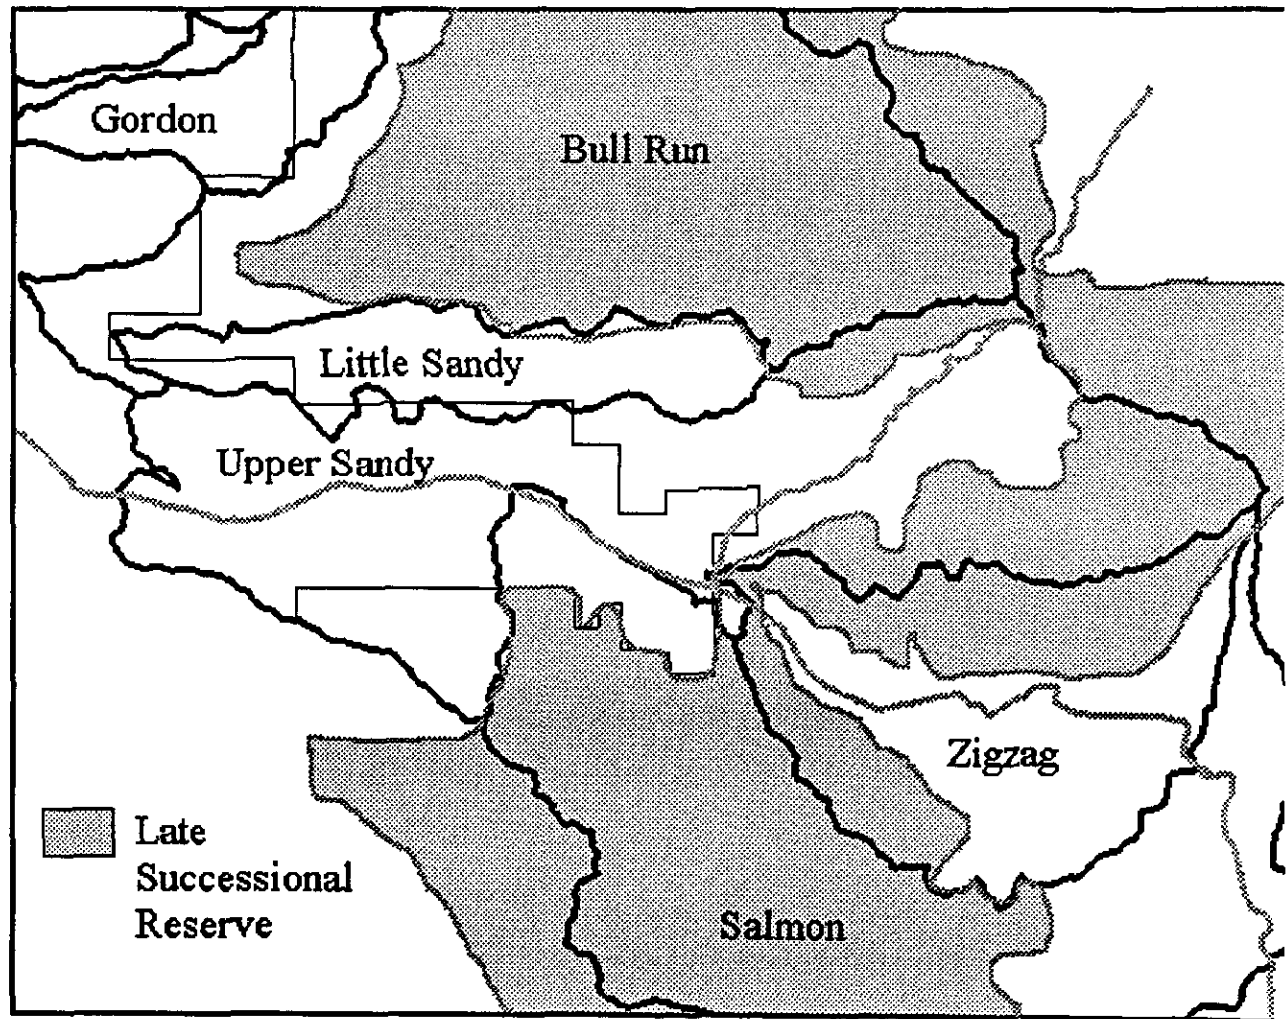 Gordon
Bull Run
Little Sandy
Upper Sandy
Zigzag
Late
Successional
Reserve
Salmon